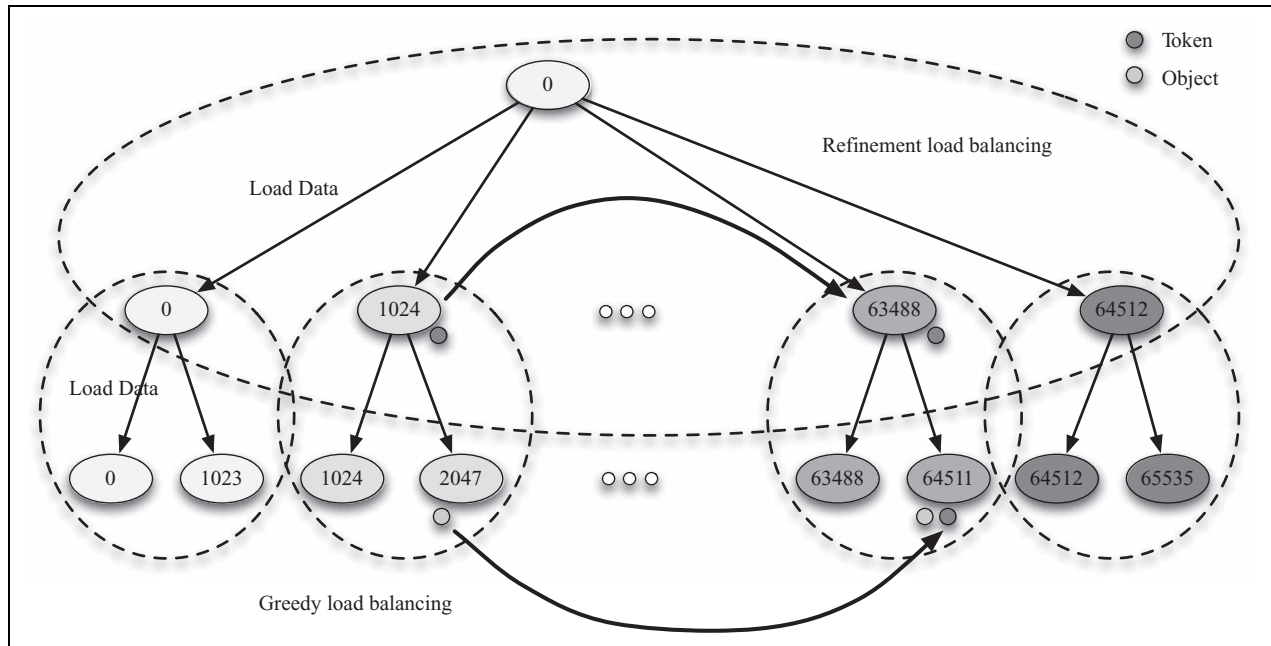 Token
Object
0
Refinement load balancing
Load Data
0
1024
63488
64512
Load Data
0
1023
1024
2047
63488
64511
64512
65535
Greedy load balancing